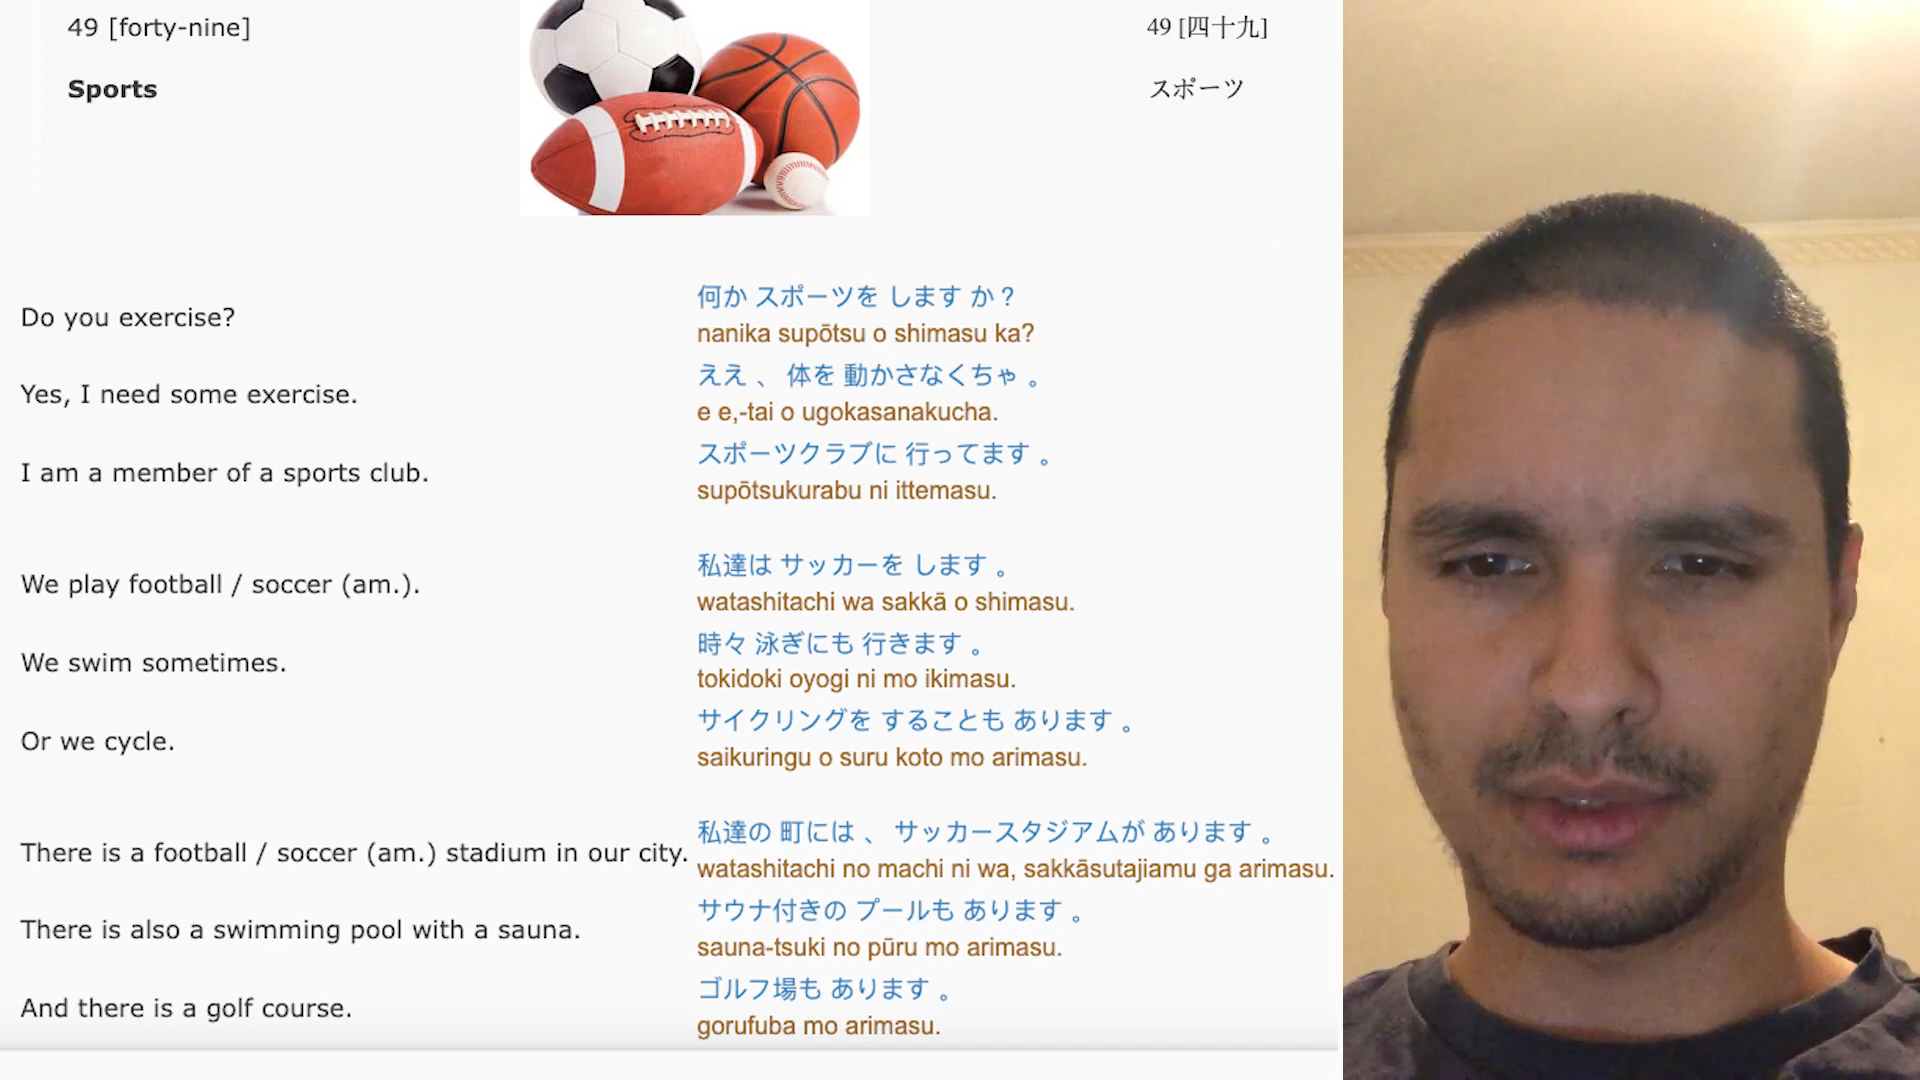 49 [forty-nine]
49 [四十九]
Sports
スポーツ
Do you exercise?
何か スポーツを します か ?
nanika supōtsu o shimasu ka?
Yes, I need some exercise.
ええ 、 体を 動かさなくちゃ 。
e e,-tai o ugokasanakucha.
I am a member of a sports club.
スポーツクラブに 行ってます 。
supōtsukurabu ni ittemasu.
We play football / soccer (am.).
私達は サッカーを します 。
watashitachi wa sakkā o shimasu.
We swim sometimes.
時々 泳ぎにも 行きます 。
tokidoki oyogi ni mo ikimasu.
Or we cycle.
サイクリングを することも あります 。
saikuringu o suru koto mo arimasu.
There is a football / soccer (am.) stadium in our city.
私達の 町には 、 サッカースタジアムが あります 。
watashitachi no machi ni wa, sakkāsutajiamu ga arimasu.
There is also a swimming pool with a sauna.
サウナ付きの プールも あります 。
sauna-tsuki no pūru mo arimasu.
And there is a golf course.
ゴルフ場も あります 。
gorufuba mo arimasu.